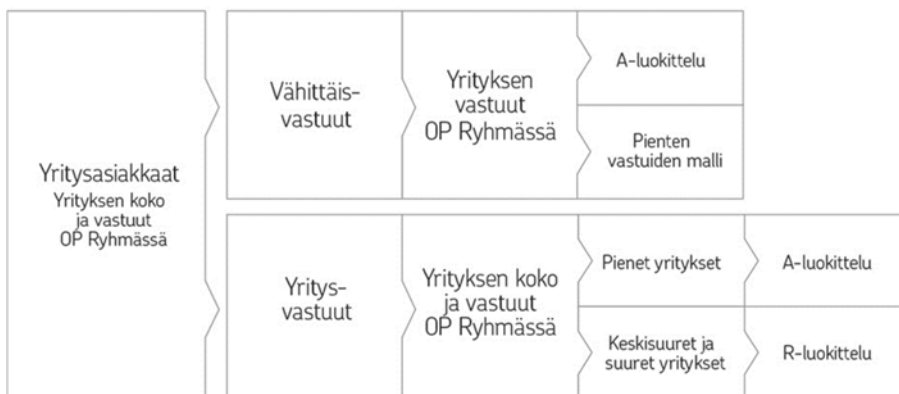 Yritysasiakkaat
Yrityksen koko
ja vastuut
OP Ryhmässä
Vähittäis-
vastuut
Yrityksen
vastuut
OP Ryhmässä
A-luokittelu
Pienten
vastuiden malli
Yritys-
vastuut
Yrityksen koko
ja vastuut
OP Ryhmässä
Pienet yritykset
A-luokittelu
Keskisuuret ja
suuret yritykset
R-luokittelu